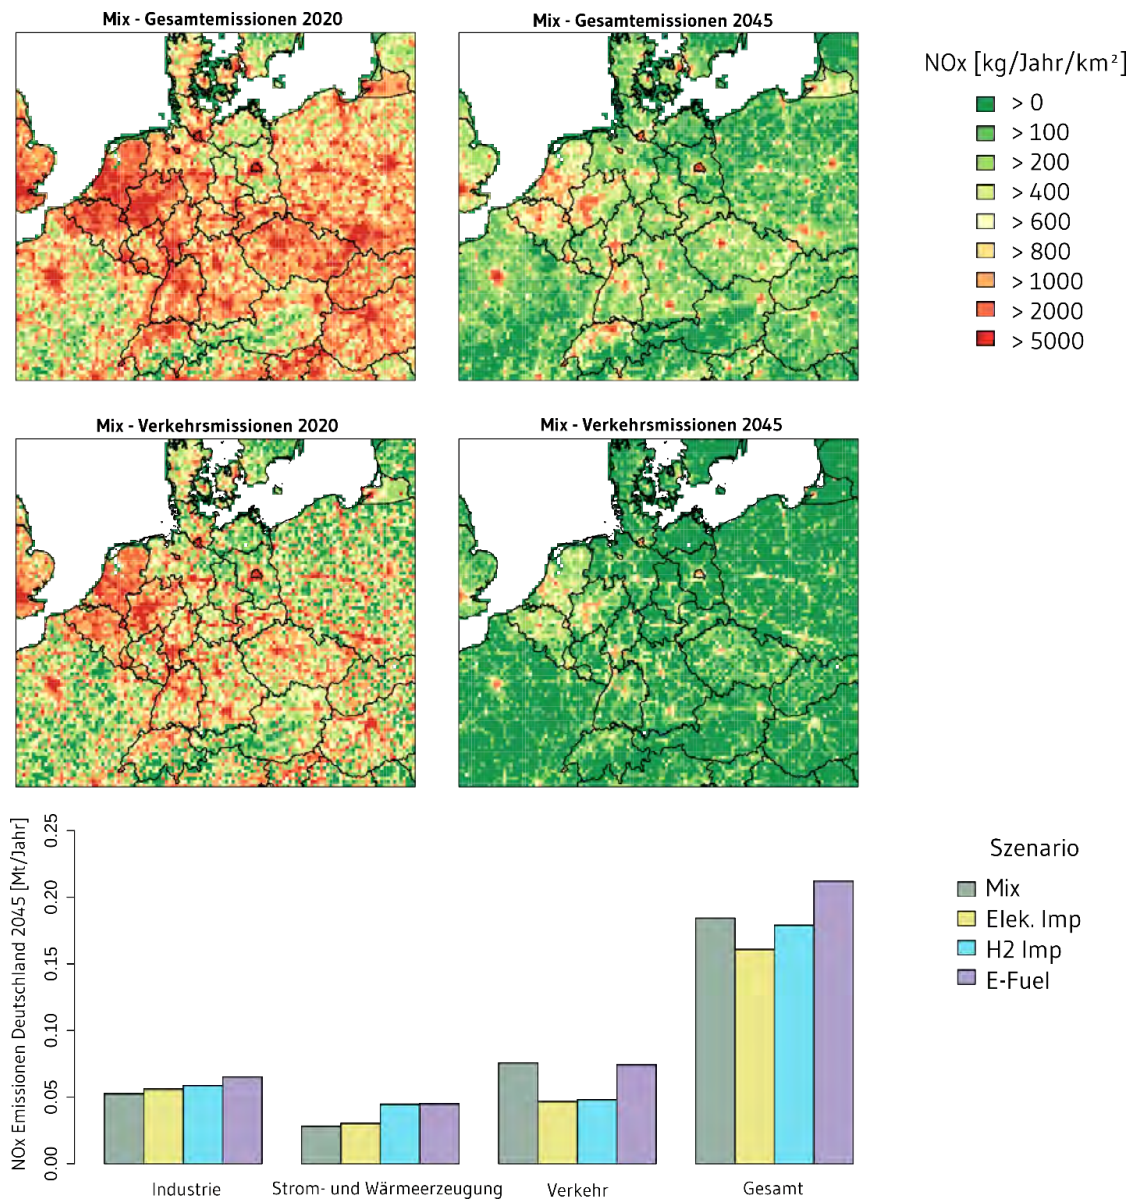 Mix - Gesamtemissionen 2020
Mix - Gesamtemissionen 2045
NOx [kg/Jahr/km²]
> 0
> 100
> 200
> 400
> 600
> 800
> 1000
> 2000
> 5000
Mix - Verkehrsmissionen 2020
Mix - Verkehrsmissionen 2045
NOx Emissionen Deutschland 2045 [Mt/Jahr]
0.25
0.20
0.15
0.10
0.05
0.00
Industrie
Strom- und Wärmeerzeugung
Verkehr
Gesamt
Szenario
Mix
Elek. Imp
H2 Imp
E-Fuel